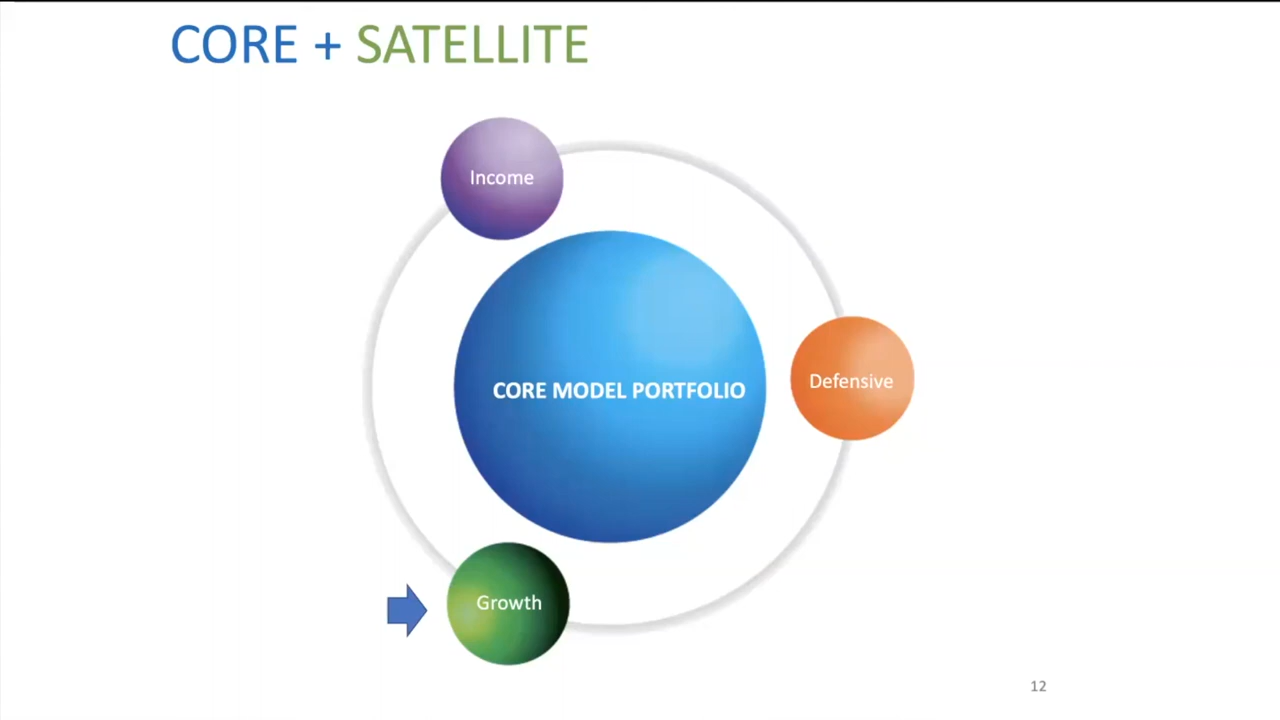 CORE + SATELLITE
Income
CORE MODEL PORTFOLIO
Defensive
Growth
12